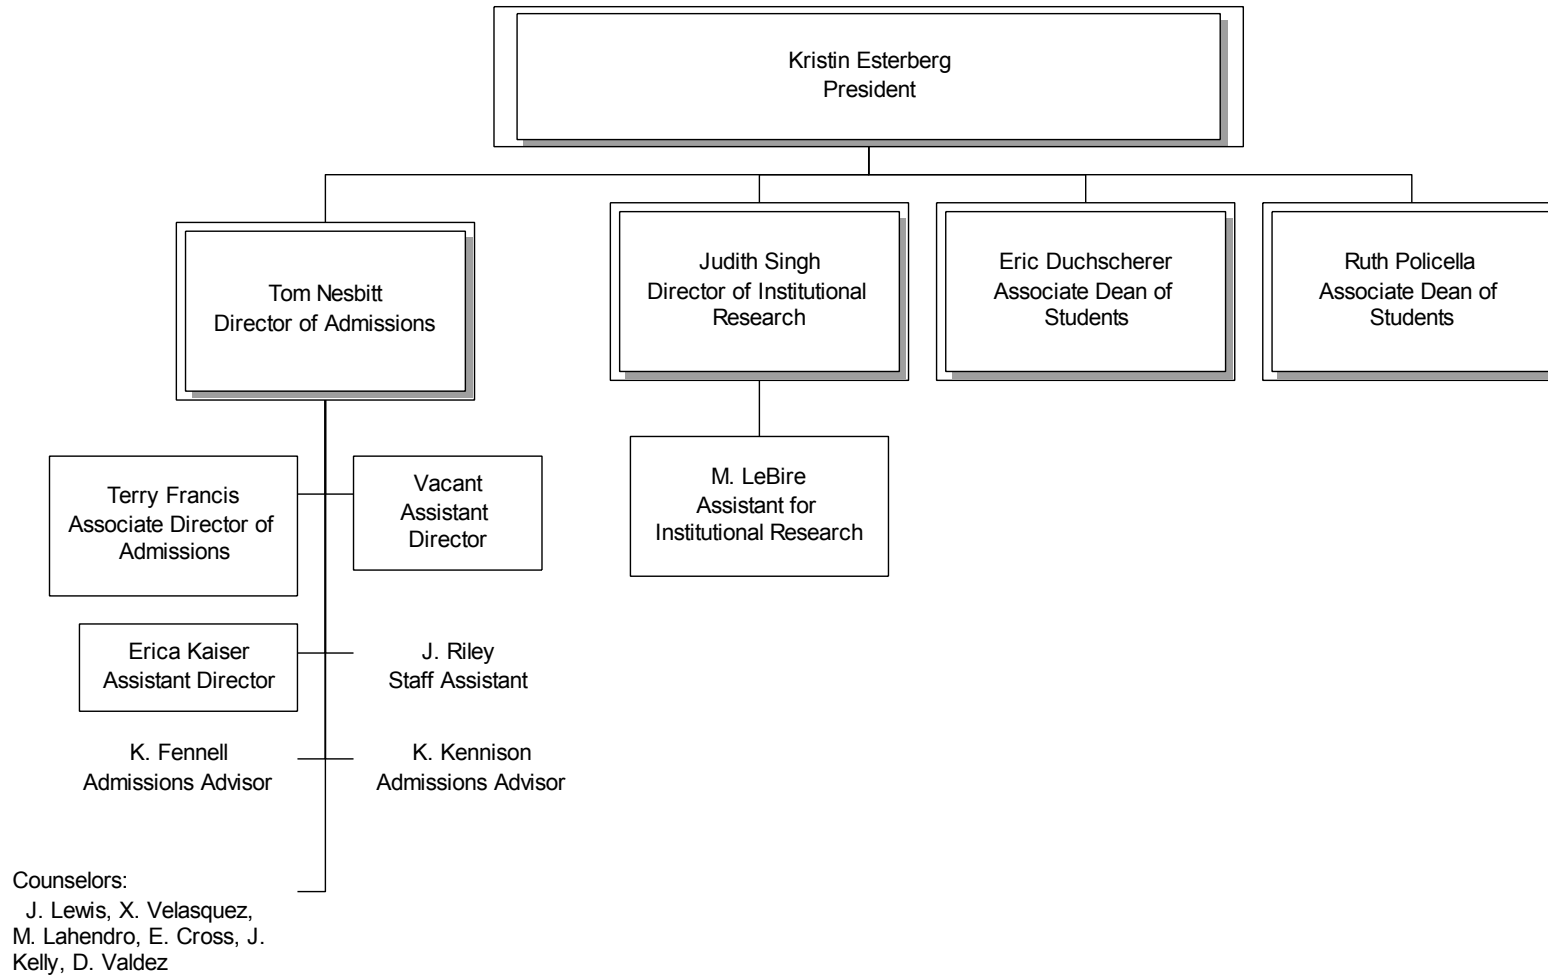 Kristin Esterberg
President
Tom Nesbitt
Director of Admissions
Judith Singh
Director of Institutional
Research
Eric Duchscherer
Associate Dean of
Students
Ruth Policella
Associate Dean of
Students
Terry Francis
Associate Director of
Admissions
Vacant
Assistant
Director
M. LeBire
Assistant for
Institutional Research
Erica Kaiser
Assistant Director
J. Riley
Staff Assistant
K. Fennell
Admissions Advisor
K. Kennison
Admissions Advisor
Counselors:
J. Lewis, X. Velasquez,
M. Lahendro, E. Cross, J.
Kelly, D. Valdez